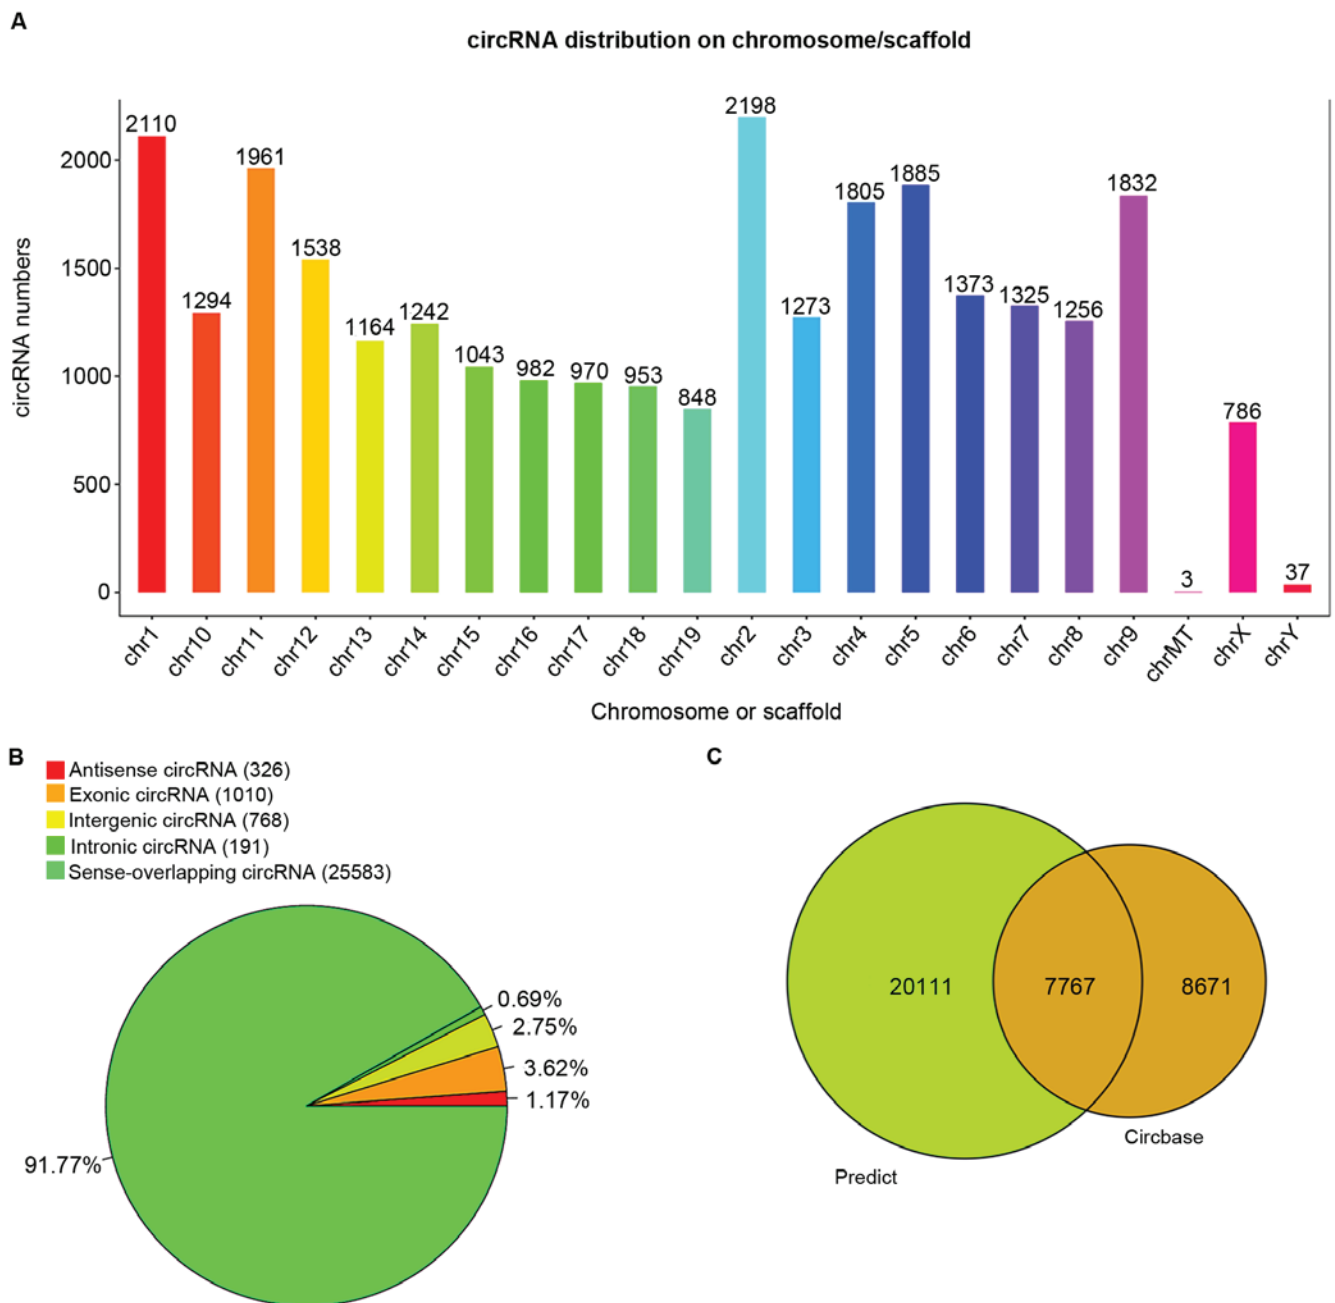 A
circRNA distribution on chromosome/scaffold
circRNA numbers
2000
1500
1000
500
0
2110
1294
1961
1538
1164
1242
1043
982
970
953
848
2198
1273
1805
1885
1373
1325
1256
1832
3
786
37
chr1
chr10
chr11
chr12
chr13
chr14
chr15
chr16
chr17
chr18
chr19
chr2
chr3
chr4
chr5
chr6
chr7
chr8
chr9
chrMT
chrX
chrY
Chromosome or scaffold
B
Antisense circRNA (326)
Exonic circRNA (1010)
Intergenic circRNA (768)
Intronic circRNA (191)
Sense-overlapping circRNA (25583)
0.69%
2.75%
3.62%
1.17%
91.77%
C
20111
7767
8671
Circbase
Predict